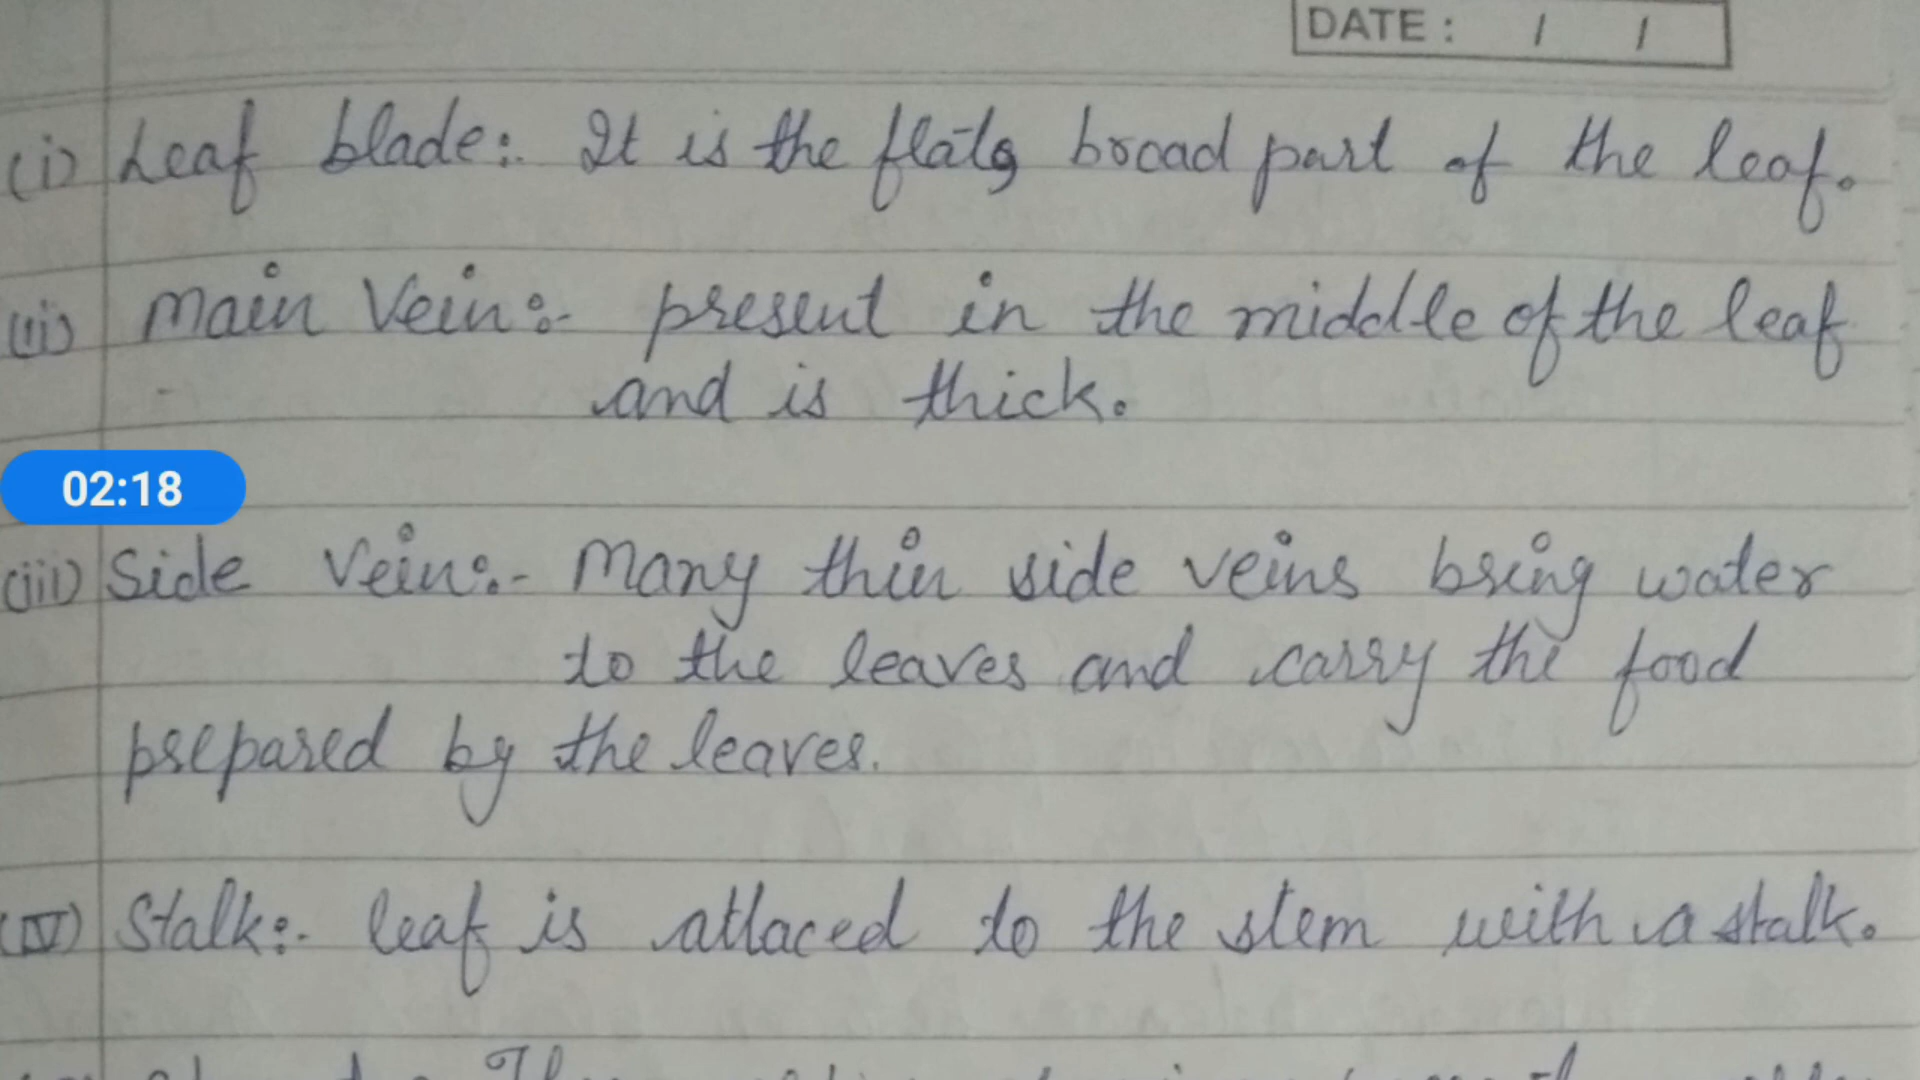 DATE: / /
(i) Leaf blade:- It is the flat & broad part of the leaf.
(ii) Main Vein:- present in the middle of the leaf
and is thick.
02:18
(iii) Side Vein:- Many thin side veins bring water
to the leaves and carry the food
prepared by the leaves.
(IV) Stalk:- leaf is attaced to the stem with a stalk.